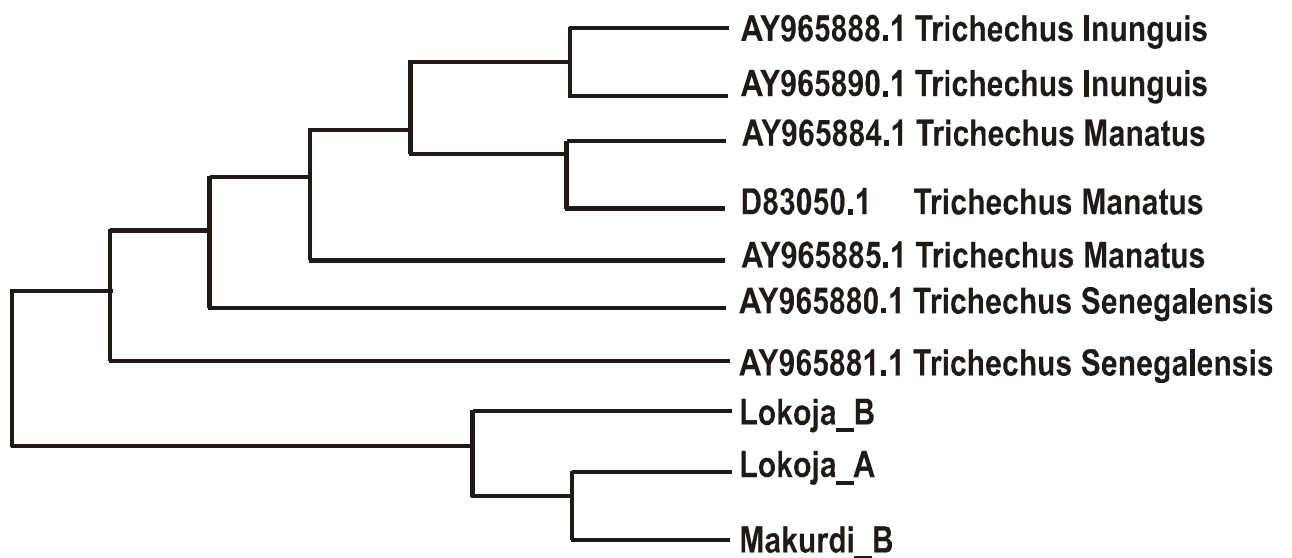 AY965888.1 Trichechus Inunguis
AY965890.1 Trichechus Inunguis
AY965884.1 Trichechus Manatus
D83050.1 Trichechus Manatus
AY965885.1 Trichechus Manatus
AY965880.1 Trichechus Senegalensis
AY965881.1 Trichechus Senegalensis
Lokoja_B
Lokoja_A
Makurdi_B